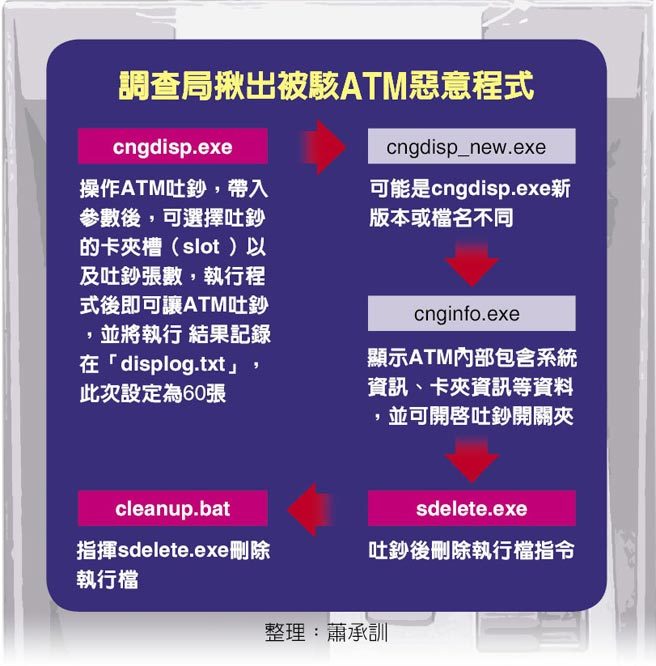 調查局揪出被駭ATM惡意程式
cngdisp.exe
操作ATM吐鈔，帶入
參數後，可選擇吐鈔
的卡夾槽（slot ）以
及吐鈔張數，執行程
式後即可讓ATM吐鈔
，並將執行 結果記錄
在「displog.txt」，
此次設定為60張
cngdisp_new.exe
可能是cngdisp.exe新
版本或檔名不同
cnginfo.exe
顯示ATM內部包含系統
資訊、卡夾資訊等資料
，並可開啟吐鈔開關夾
sdelete.exe
吐鈔後刪除執行檔指令
cleanup.bat
指揮sdelete.exe刪除
執行檔
整理：蕭承訓